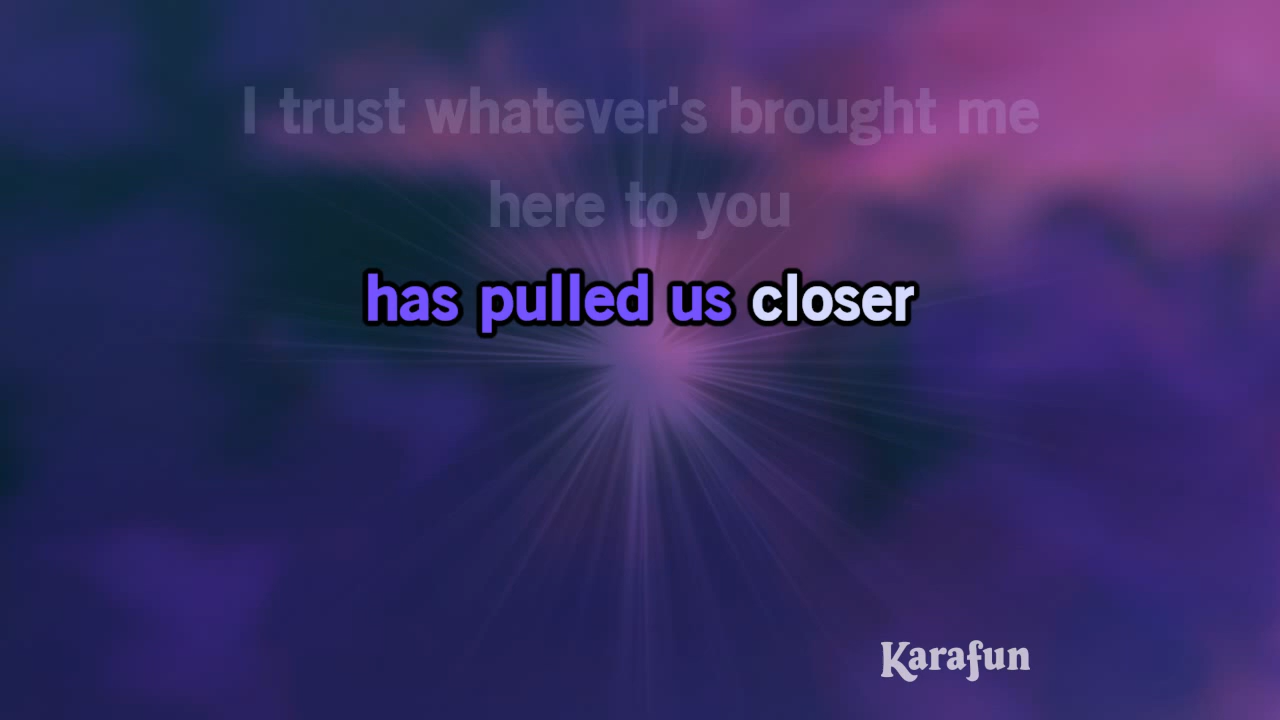 I trust whatever's brought me
here to you
has pulled us closer
Karafun